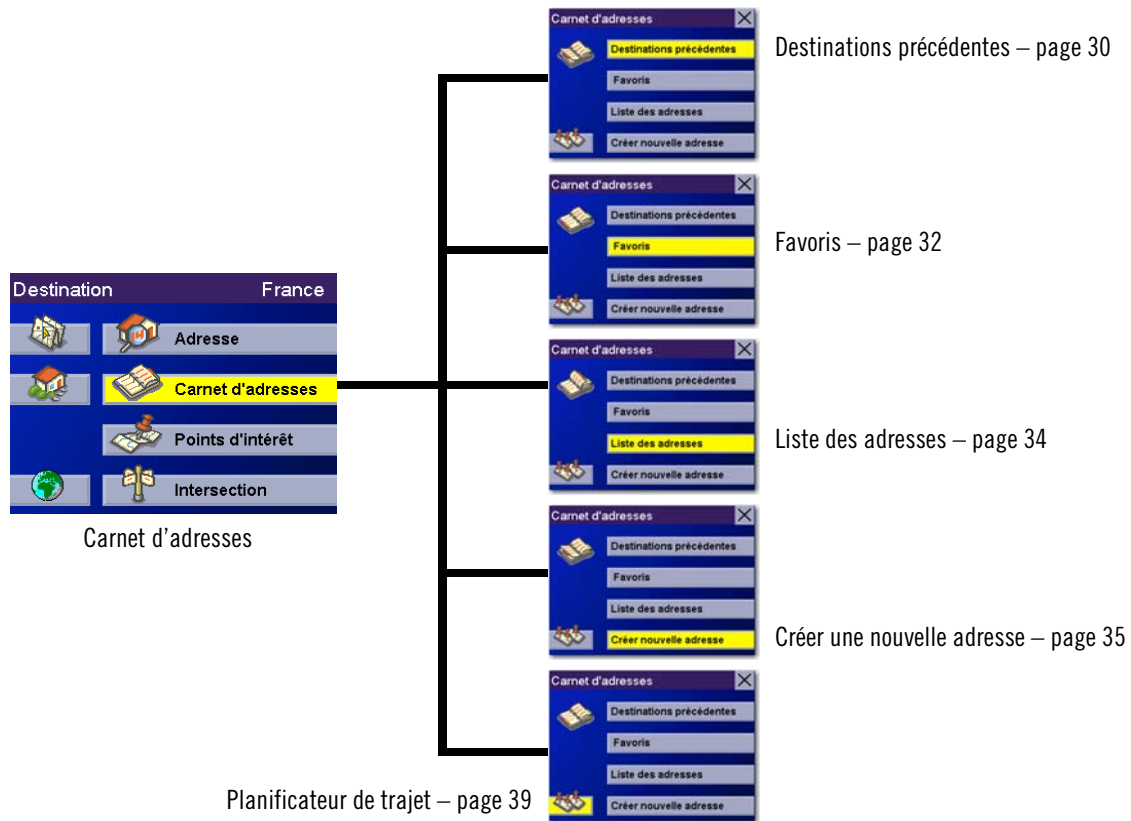 Carnet d'adresses
Destinations précédentes
Favoris
Liste des adresses
Créer nouvelle adresse
Destinations précédentes – page 30
Carnet d'adresses
Destinations précédentes
Favoris
Liste des adresses
Créer nouvelle adresse
Favoris – page 32
Destination France
Adresse
Carnet d'adresses
Points d'intérêt
Intersection
Carnet d’adresses
Carnet d'adresses
Destinations précédentes
Favoris
Liste des adresses
Créer nouvelle adresse
Liste des adresses – page 34
Carnet d'adresses
Destinations précédentes
Favoris
Liste des adresses
Créer nouvelle adresse
Créer une nouvelle adresse – page 35
Carnet d'adresses
Destinations précédentes
Favoris
Liste des adresses
Créer nouvelle adresse
Planificateur de trajet – page 39